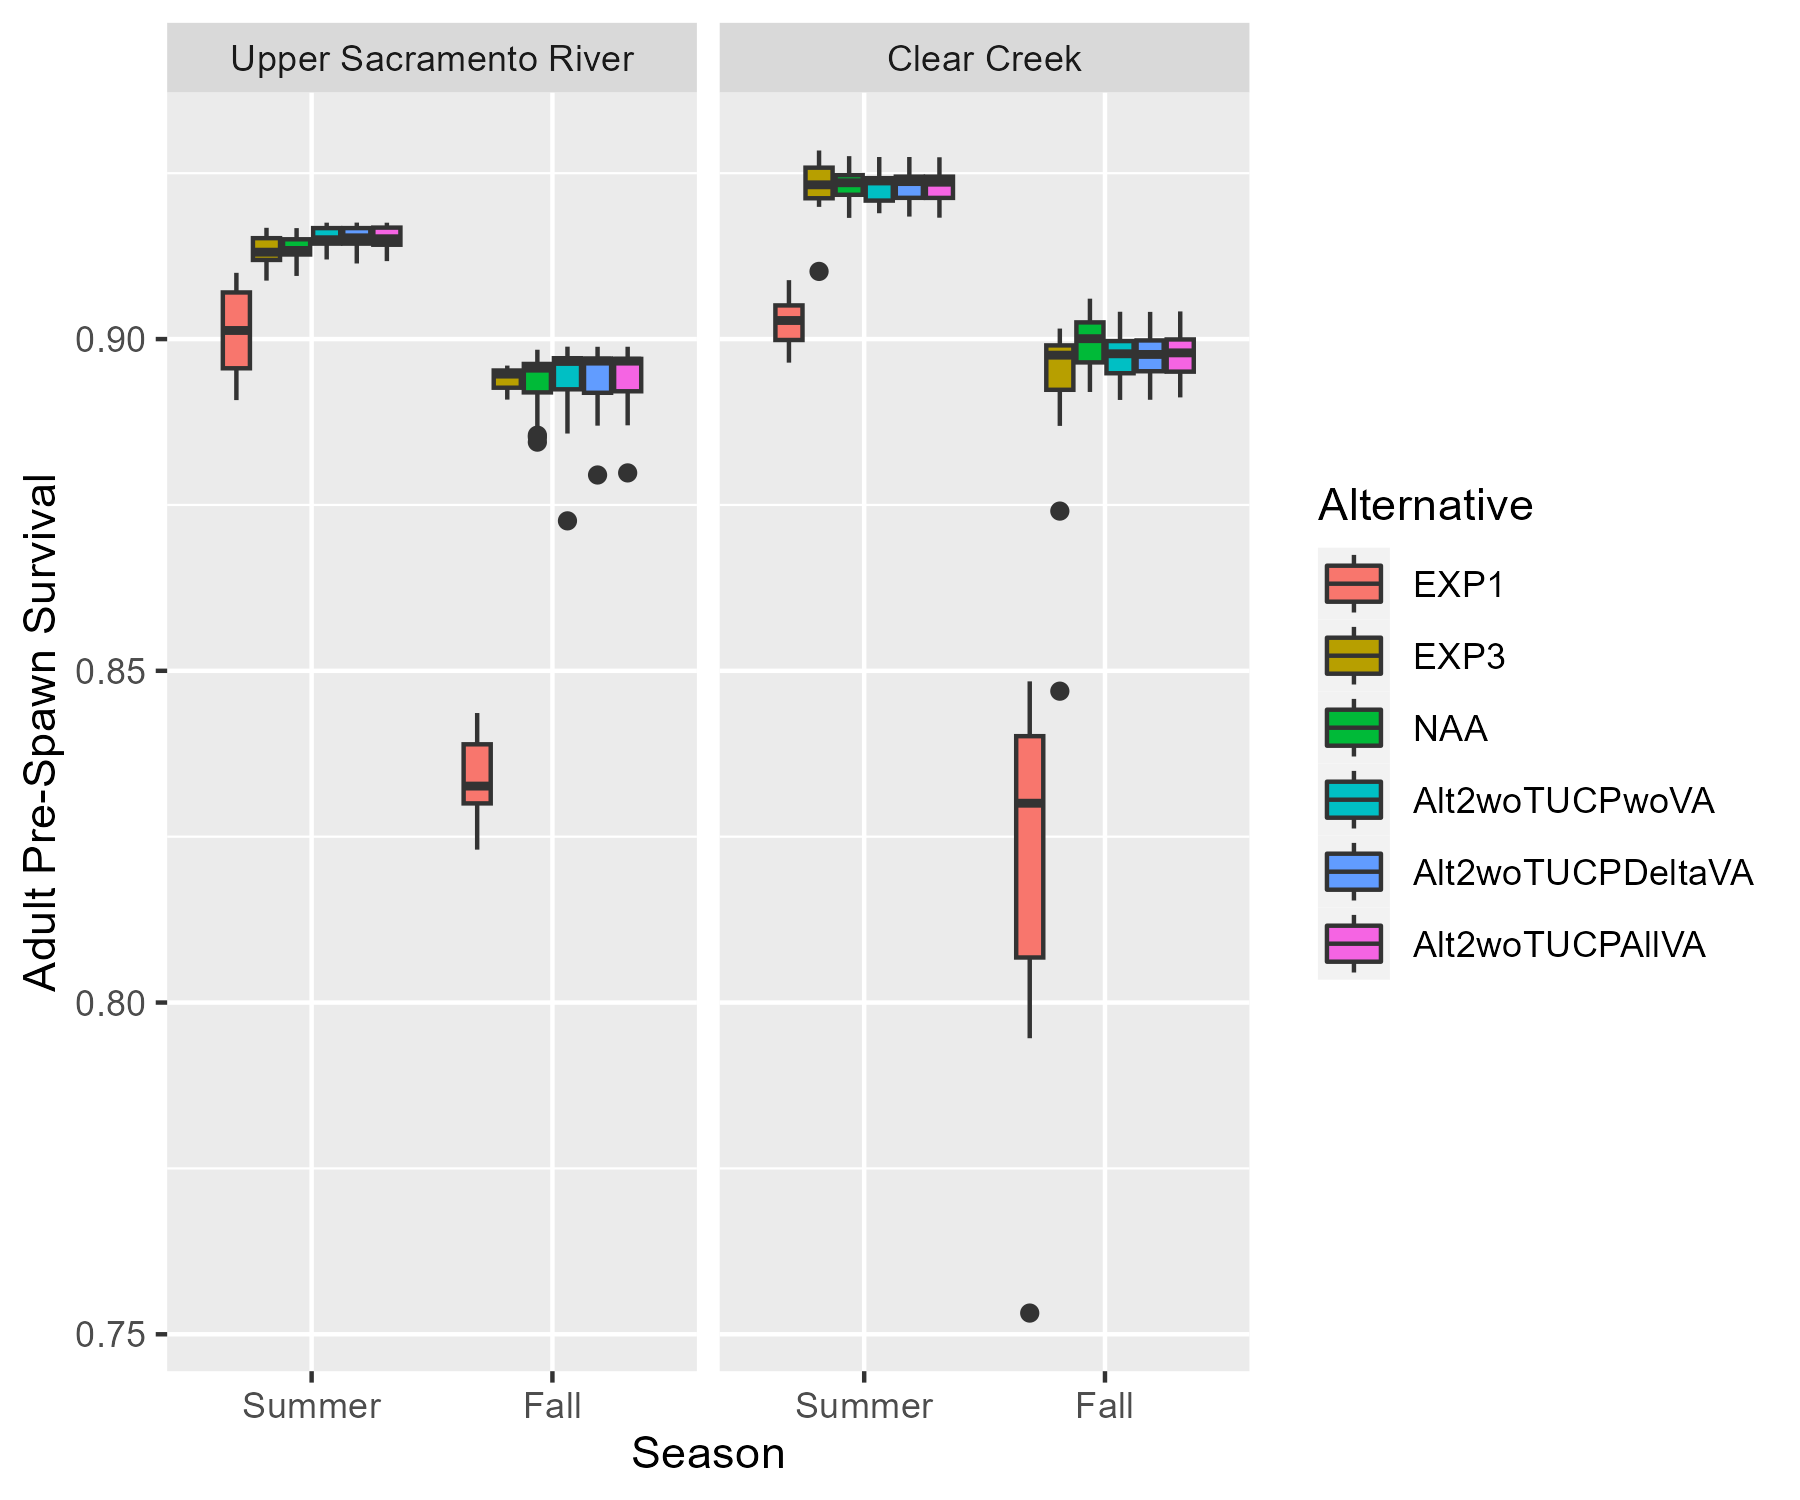 Upper Sacramento River
Clear Creek
Adult Pre-Spawn Survival
0.90
0.85
0.80
0.75
Summer
Fall
Summer
Fall
Season
Alternative
EXP1
EXP3
NAA
Alt2woTUCPwoVA
Alt2woTUCPDeltaVA
Alt2woTUCPAllVA